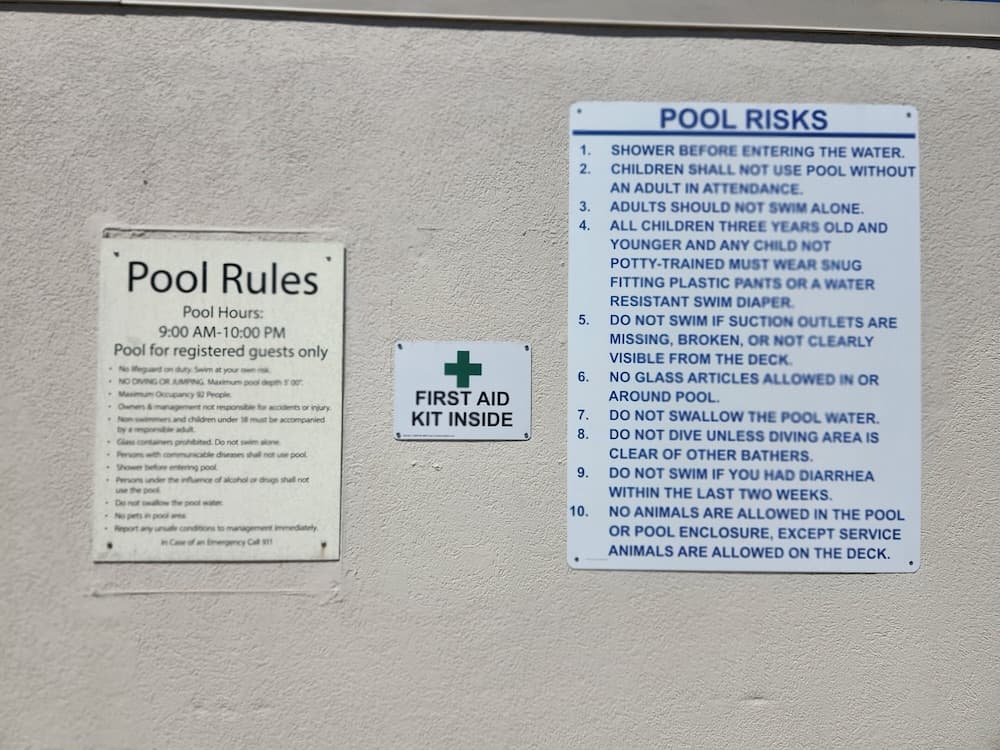 Pool Rules
Pool Hours:
9:00 AM-10:00 PM
Pool for registered guests only
• No lifeguard on duty. Swim at your own risk.
• NO DIVING OR JUMPING. Maximum pool depth 5' 00".
• Maximum Occupancy 92 People.
• Owners & management not responsible for accidents or injury.
• Non-swimmers and children under 18 must be accompanied
by a responsible adult.
• Glass containers prohibited. Do not swim alone.
• Persons with communicable diseases shall not use pool.
• Shower before entering pool.
• Persons under the influence of alcohol or drugs shall not
use the pool.
• Do not swallow the pool water.
• No pets in pool area.
• Report any unsafe conditions to management immediately.
In Case of an Emergency Call 911
FIRST AID
KIT INSIDE
POOL RISKS
1. SHOWER BEFORE ENTERING THE WATER.
2. CHILDREN SHALL NOT USE POOL WITHOUT
AN ADULT IN ATTENDANCE.
3. ADULTS SHOULD NOT SWIM ALONE.
4. ALL CHILDREN THREE YEARS OLD AND
YOUNGER AND ANY CHILD NOT
POTTY-TRAINED MUST WEAR SNUG
FITTING PLASTIC PANTS OR A WATER
RESISTANT SWIM DIAPER.
5. DO NOT SWIM IF SUCTION OUTLETS ARE
MISSING, BROKEN, OR NOT CLEARLY
VISIBLE FROM THE DECK.
6. NO GLASS ARTICLES ALLOWED IN OR
AROUND POOL.
7. DO NOT SWALLOW THE POOL WATER.
8. DO NOT DIVE UNLESS DIVING AREA IS
CLEAR OF OTHER BATHERS.
9. DO NOT SWIM IF YOU HAD DIARRHEA
WITHIN THE LAST TWO WEEKS.
10. NO ANIMALS ARE ALLOWED IN THE POOL
OR POOL ENCLOSURE, EXCEPT SERVICE
ANIMALS ARE ALLOWED ON THE DECK.